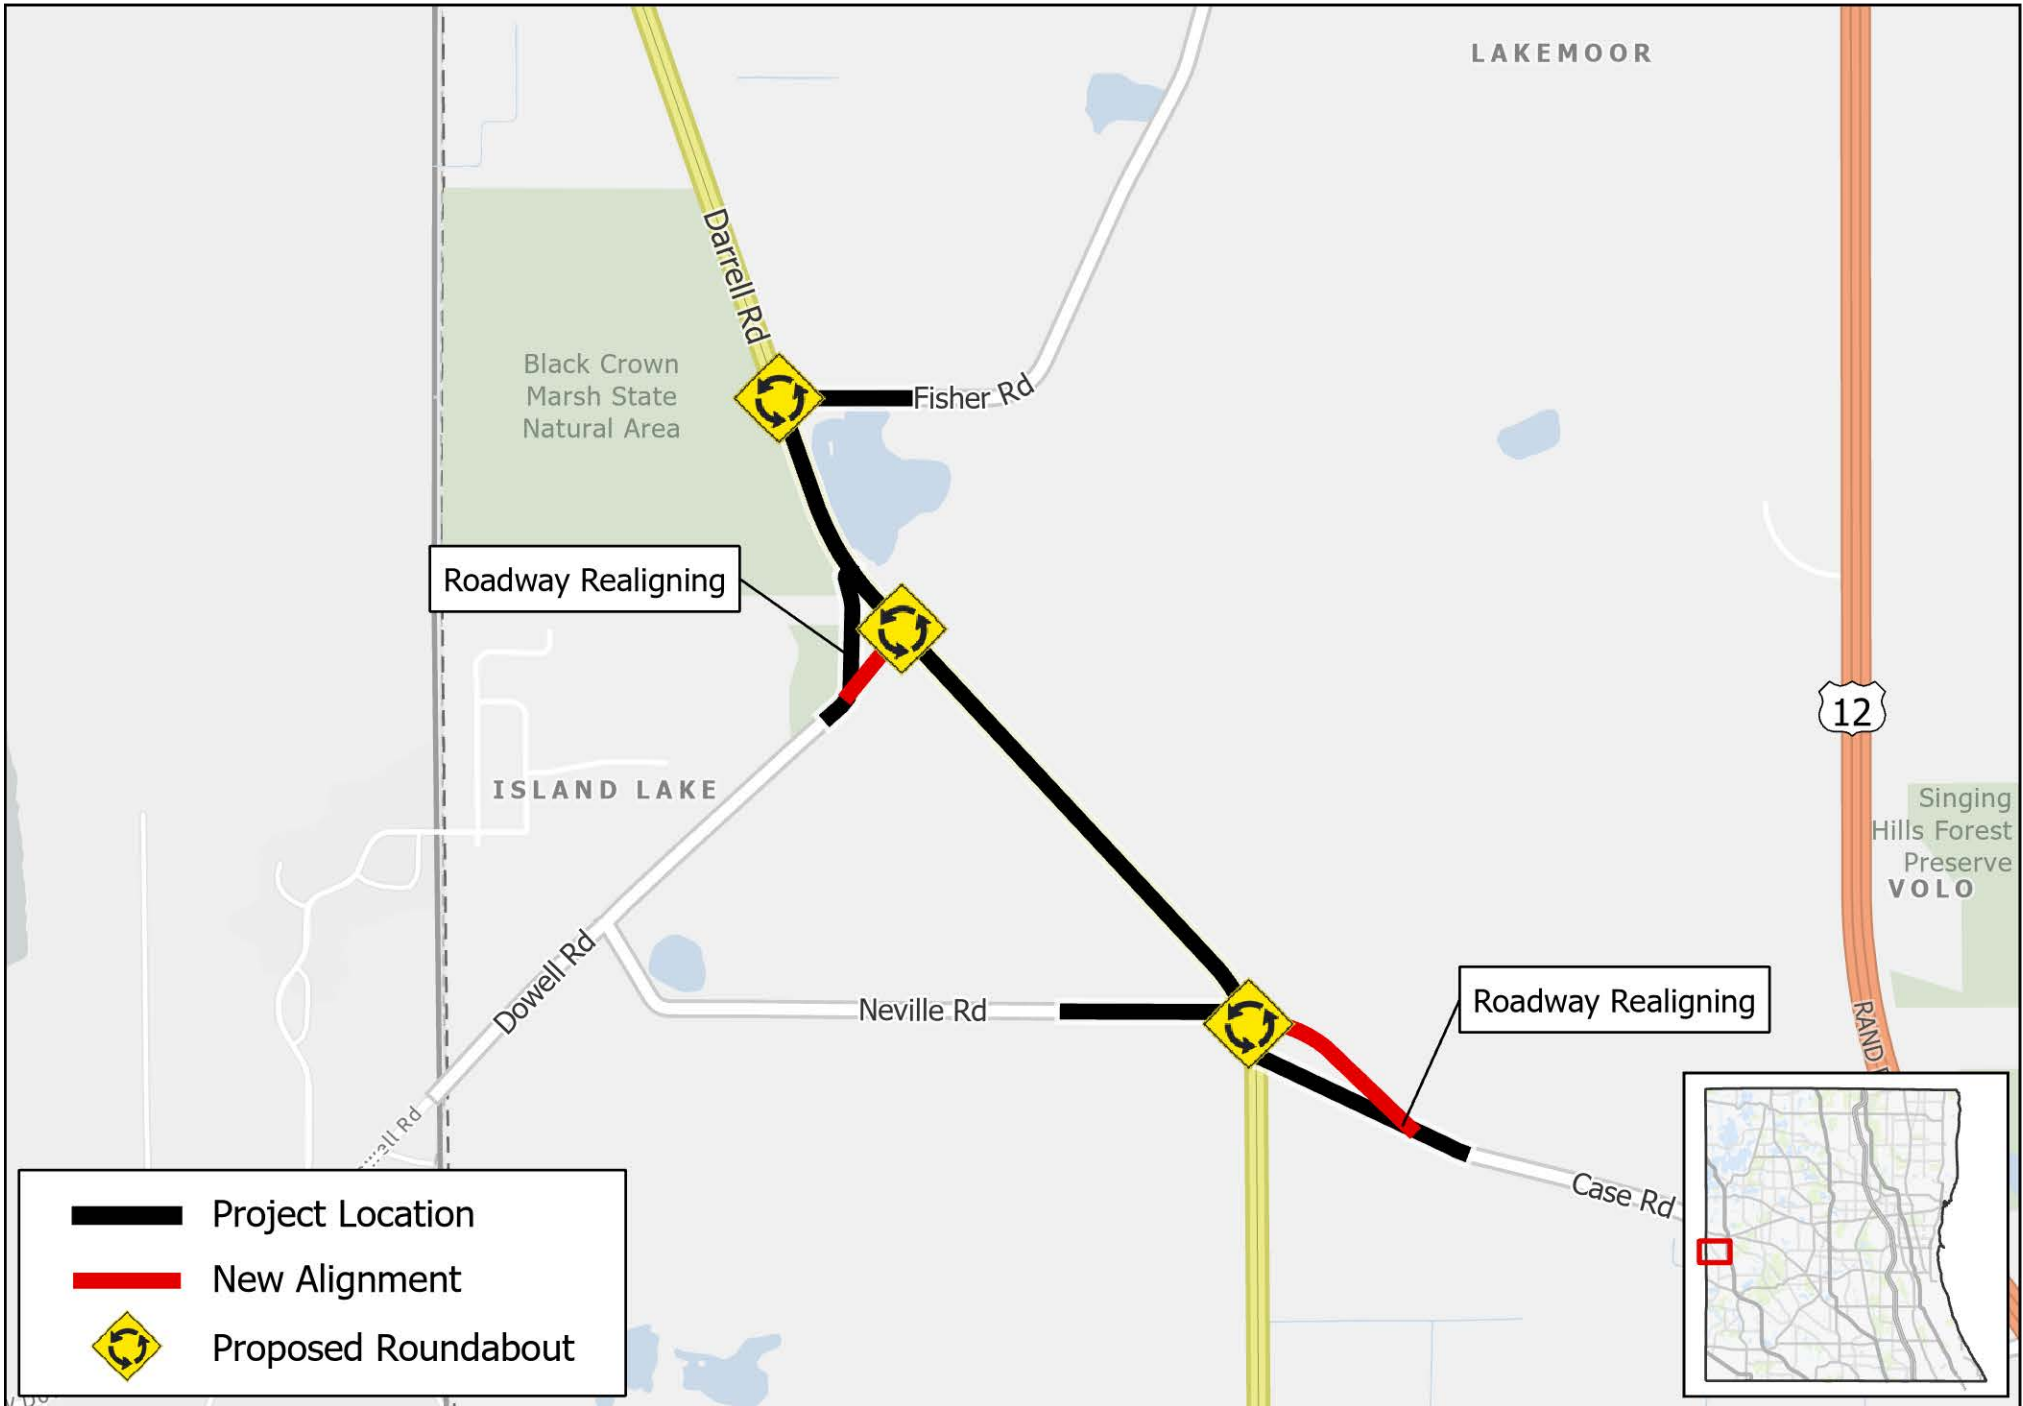 LAKEMOOR
Darrell Rd
Black Crown
Marsh State
Natural Area
Fisher Rd
Roadway Realigning
12
ISLAND LAKE
Singing
Hills Forest
Preserve
VOLO
Dowell Rd
Neville Rd
Roadway Realigning
RAND
Case Rd
Project Location
New Alignment
Proposed Roundabout